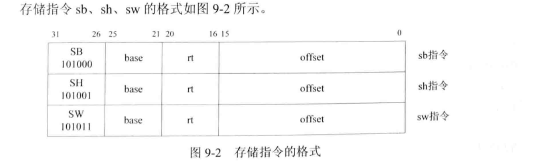 存储指令 sb、sh、sw 的格式如图 9-2 所示。
31 26 25 21 20 16 15 0
SB
101000 base rt offset sb指令
SH
101001 base rt offset sh指令
SW
101011 base rt offset sw指令
图 9-2 存储指令的格式